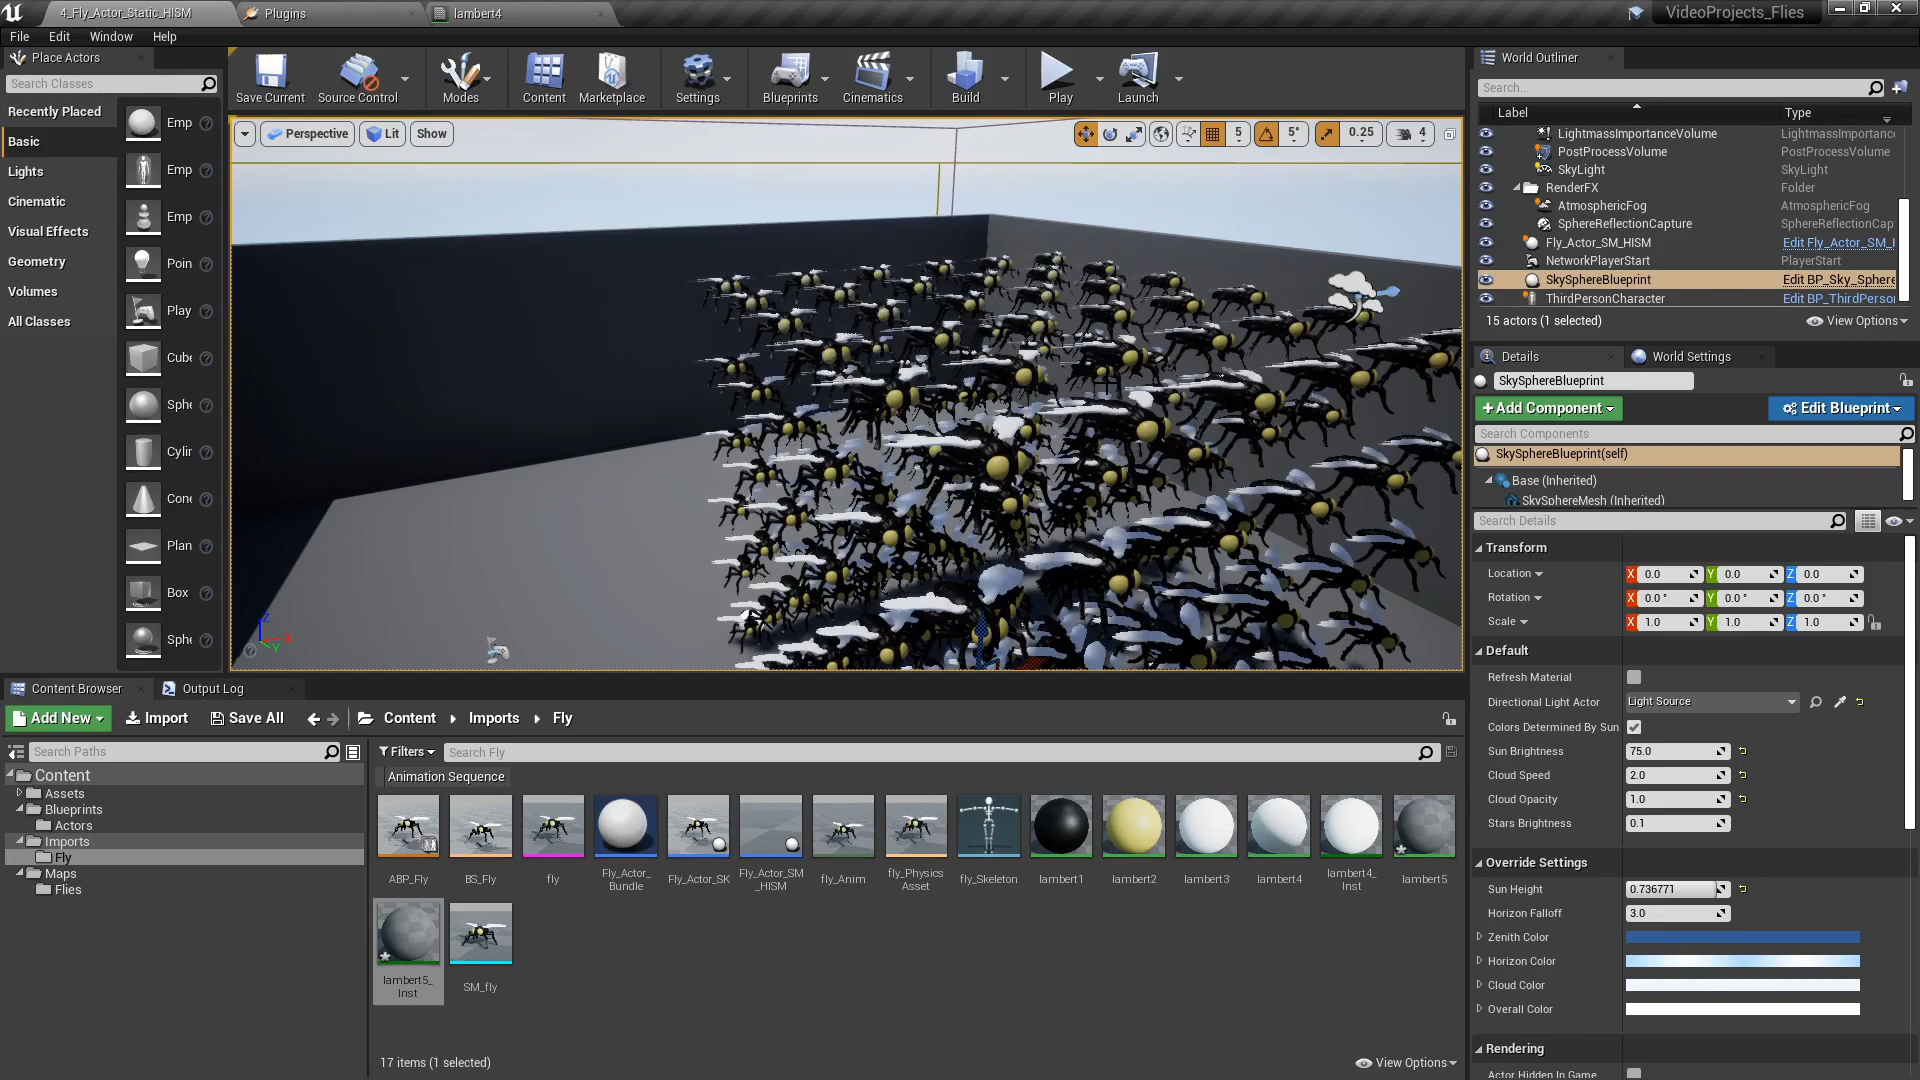 4_Fly_Actor_Static_HISM
Plugins
lambert4
VideoProjects_Flies
File Edit Window Help
Place Actors
Search Classes
Recently Placed
Basic
Lights
Cinematic
Visual Effects
Geometry
Volumes
All Classes
Emp
Emp
Emp
Poin
Play
Cube
Sphe
Cylin
Cone
Plan
Box
Sphe
Save Current
Source Control
Modes
Content
Marketplace
Settings
Blueprints
Cinematics
Build
Play
Launch
Perspective
Lit
Show
5
5°
0.25
4
Z
X
Y
World Outliner
Search...
Label Type
LightmassImportanceVolume LightmassImportanc
PostProcessVolume PostProcessVolume
SkyLight SkyLight
RenderFX Folder
AtmosphericFog AtmosphericFog
SphereReflectionCapture SphereReflectionCap
Fly_Actor_SM_HISM Edit Fly_Actor_SM_H
NetworkPlayerStart PlayerStart
SkySphereBlueprint Edit BP_Sky_Sphere
ThirdPersonCharacter Edit BP_ThirdPerson
15 actors (1 selected)
View Options
Details
World Settings
SkySphereBlueprint
+Add Component
Edit Blueprint
Search Components
SkySphereBlueprint(self)
Base (Inherited)
SkySphereMesh (Inherited)
Search Details
Transform
Location X 0.0 Y 0.0 Z 0.0
Rotation X 0.0 ° Y 0.0 ° Z 0.0 °
Scale X 1.0 Y 1.0 Z 1.0
Default
Refresh Material
Directional Light Actor Light Source
Colors Determined By Sun
Sun Brightness 75.0
Cloud Speed 2.0
Cloud Opacity 1.0
Stars Brightness 0.1
Override Settings
Sun Height 0.736771
Horizon Falloff 3.0
Zenith Color
Horizon Color
Cloud Color
Overall Color
Rendering
Actor Hidden In Game
Content Browser
Output Log
Add New
Import
Save All
Content
Imports
Fly
Search Paths
Content
Assets
Blueprints
Actors
Imports
Fly
Maps
Flies
Filters
Search Fly
Animation Sequence
ABP_Fly
BS_Fly
fly
Fly_Actor_
Bundle
Fly_Actor_SK
Fly_Actor_SM
_HISM
fly_Anim
fly_Physics
Asset
fly_Skeleton
lambert1
lambert2
lambert3
lambert4
lambert4_
Inst
lambert5
lambert5_
Inst
SM_fly
17 items (1 selected)
View Options